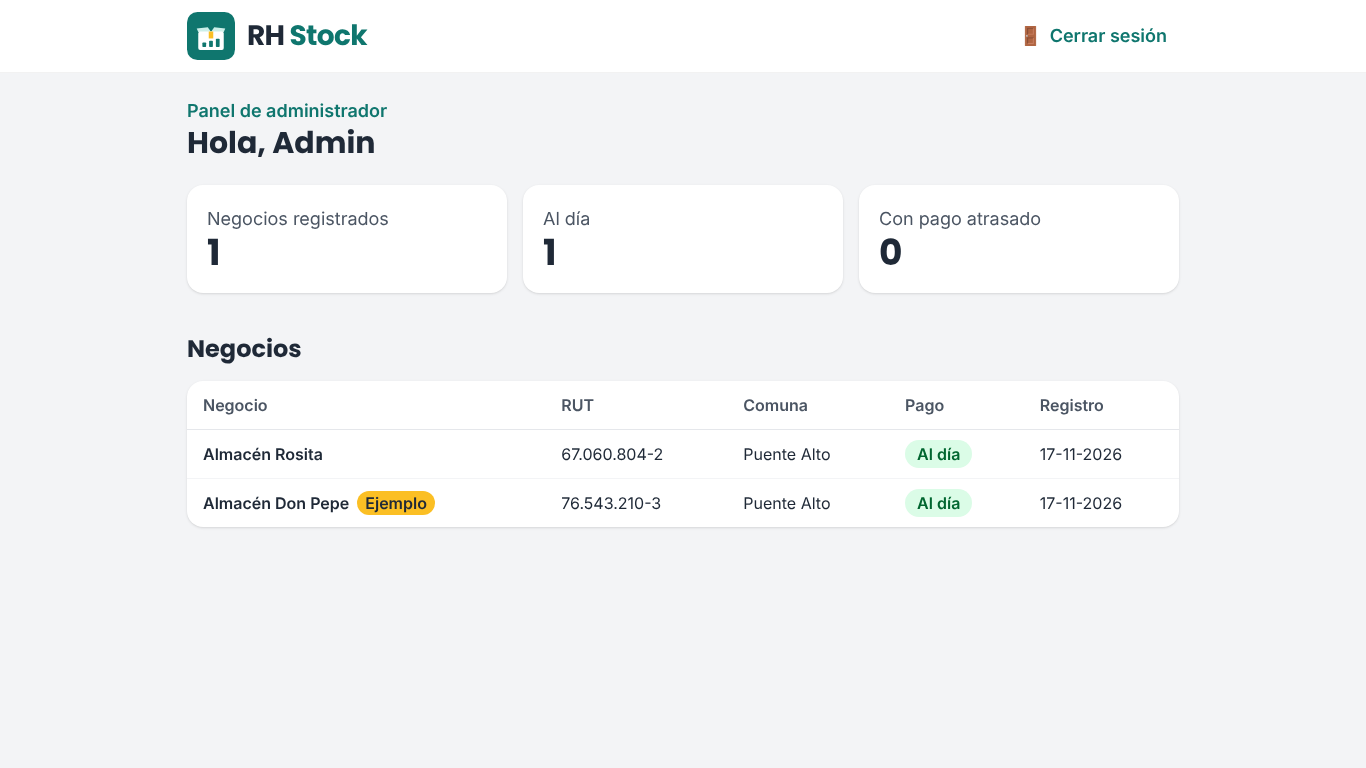 RH Stock
Cerrar sesión
Panel de administrador
Hola, Admin
Negocios registrados
1
Al día
1
Con pago atrasado
0
Negocios
Negocio RUT Comuna Pago Registro
Almacén Rosita 67.060.804-2 Puente Alto Al día 17-11-2026
Almacén Don Pepe Ejemplo 76.543.210-3 Puente Alto Al día 17-11-2026